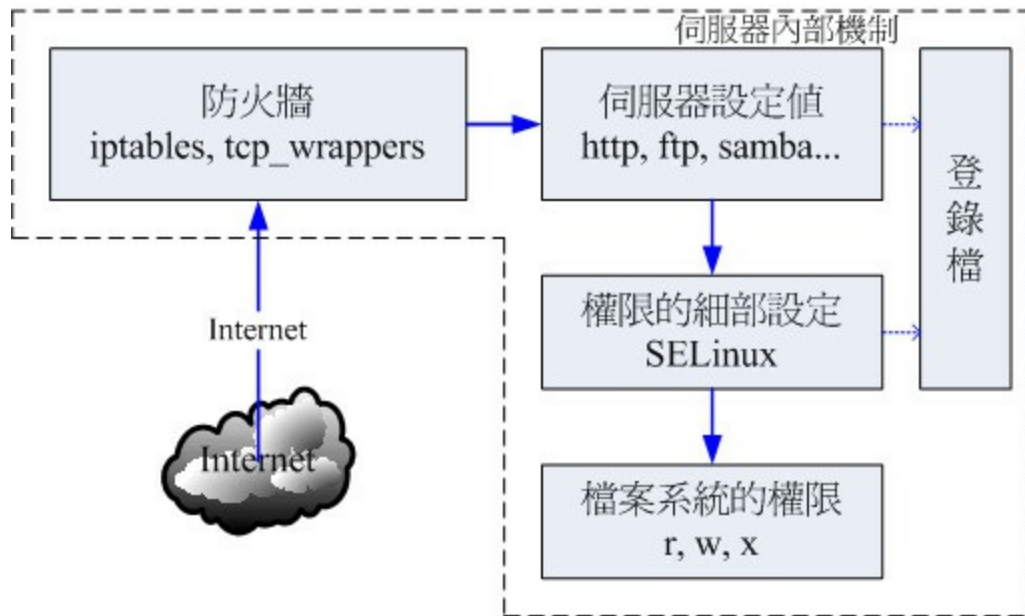 伺服器內部機制
防火牆
iptables, tcp_wrappers
伺服器設定值
http, ftp, samba...
登
錄
檔
權限的細部設定
SELinux
Internet
Internet
檔案系統的權限
r, w, x